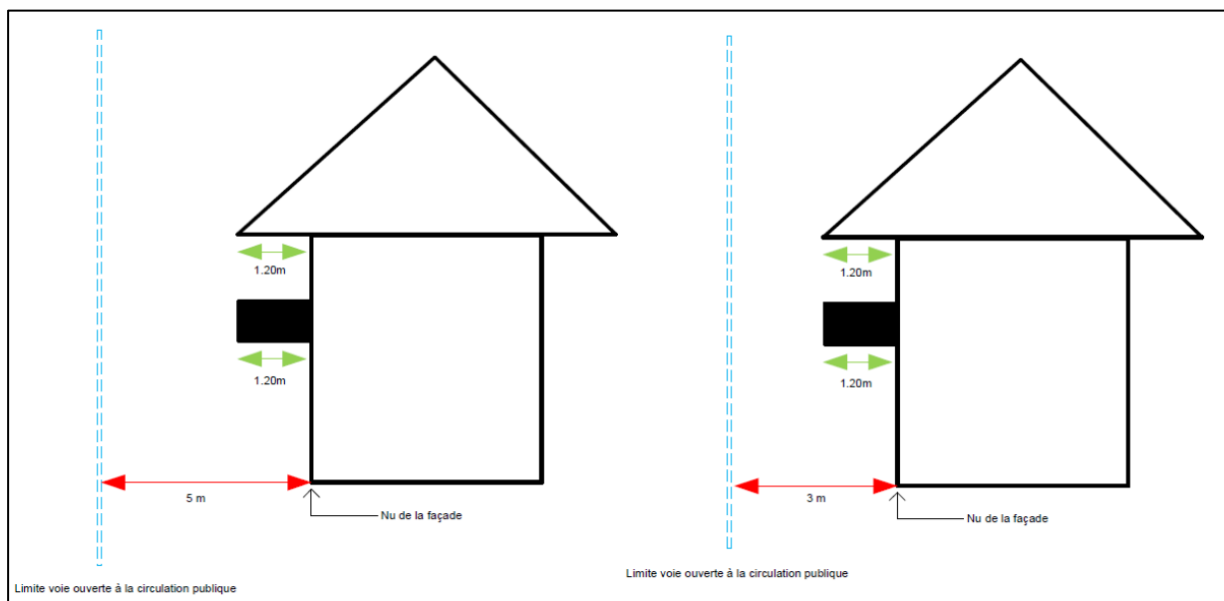 1.20m
1.20m
5 m
Nu de la façade
Limite voie ouverte à la circulation publique
1.20m
1.20m
3 m
Nu de la façade
Limite voie ouverte à la circulation publique